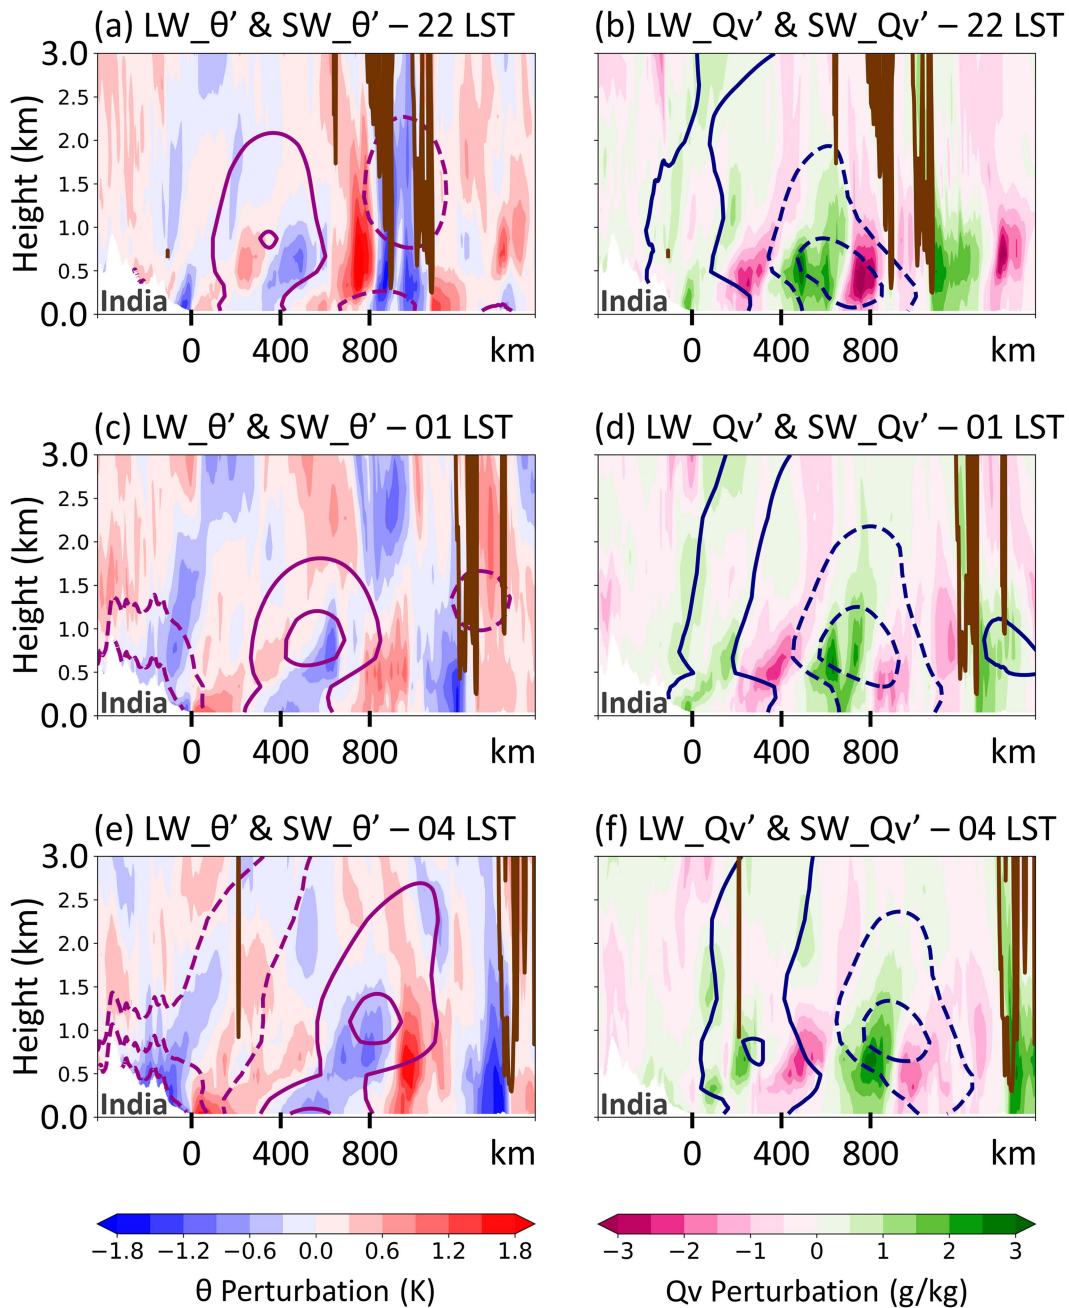 (a) LW_θ’ & SW_θ’ – 22 LST
(b) LW_Qv’ & SW_Qv’ – 22 LST
Height (km)
3.0
2.5
2.0
1.5
1.0
0.5
0.0
India
India
0 400 800 km
0 400 800 km
(c) LW_θ’ & SW_θ’ – 01 LST
(d) LW_Qv’ & SW_Qv’ – 01 LST
Height (km)
3.0
2.5
2.0
1.5
1.0
0.5
0.0
India
India
0 400 800 km
0 400 800 km
(e) LW_θ’ & SW_θ’ – 04 LST
(f) LW_Qv’ & SW_Qv’ – 04 LST
Height (km)
3.0
2.5
2.0
1.5
1.0
0.5
0.0
India
India
0 400 800 km
0 400 800 km
−1.8 −1.2 −0.6 0.0 0.6 1.2 1.8
θ Perturbation (K)
−3 −2 −1 0 1 2 3
Qv Perturbation (g/kg)